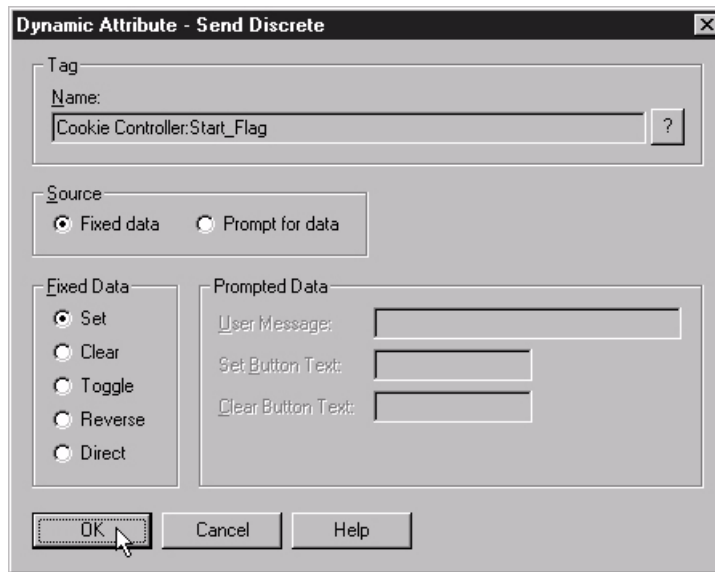 Dynamic Attribute - Send Discrete
Tag
Name:
Cookie Controller:Start_Flag ?
Source
Fixed data Prompt for data
Fixed Data
Set
Clear
Toggle
Reverse
Direct
Prompted Data
User Message:
Set Button Text:
Clear Button Text:
OK Cancel Help